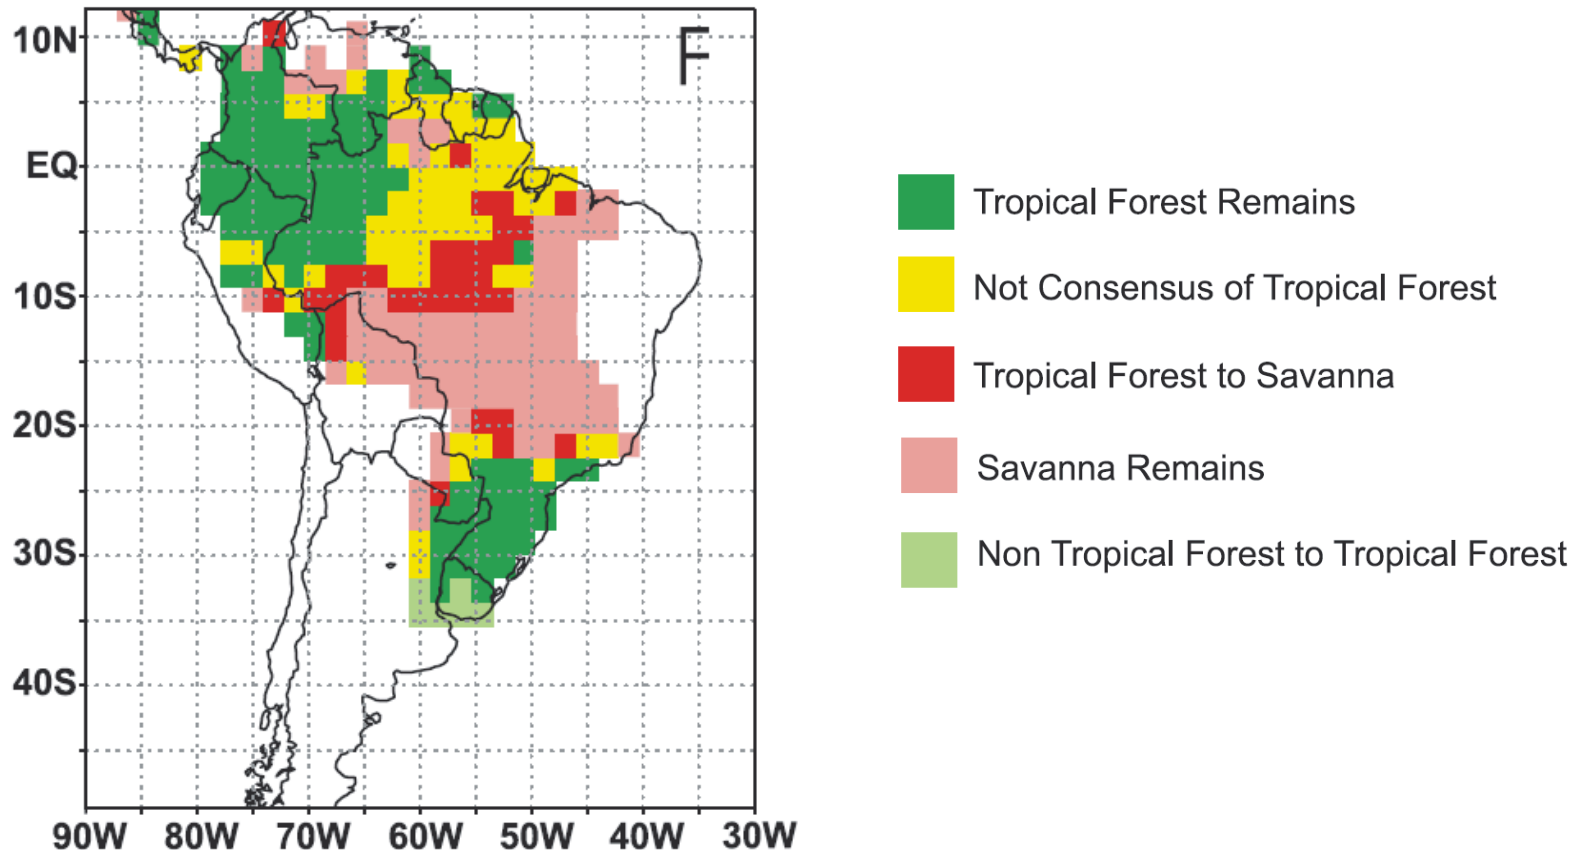 F
10N
EQ
10S
20S
30S
40S
90W 80W 70W 60W 50W 40W 30W
Tropical Forest Remains
Not Consensus of Tropical Forest
Tropical Forest to Savanna
Savanna Remains
Non Tropical Forest to Tropical Forest